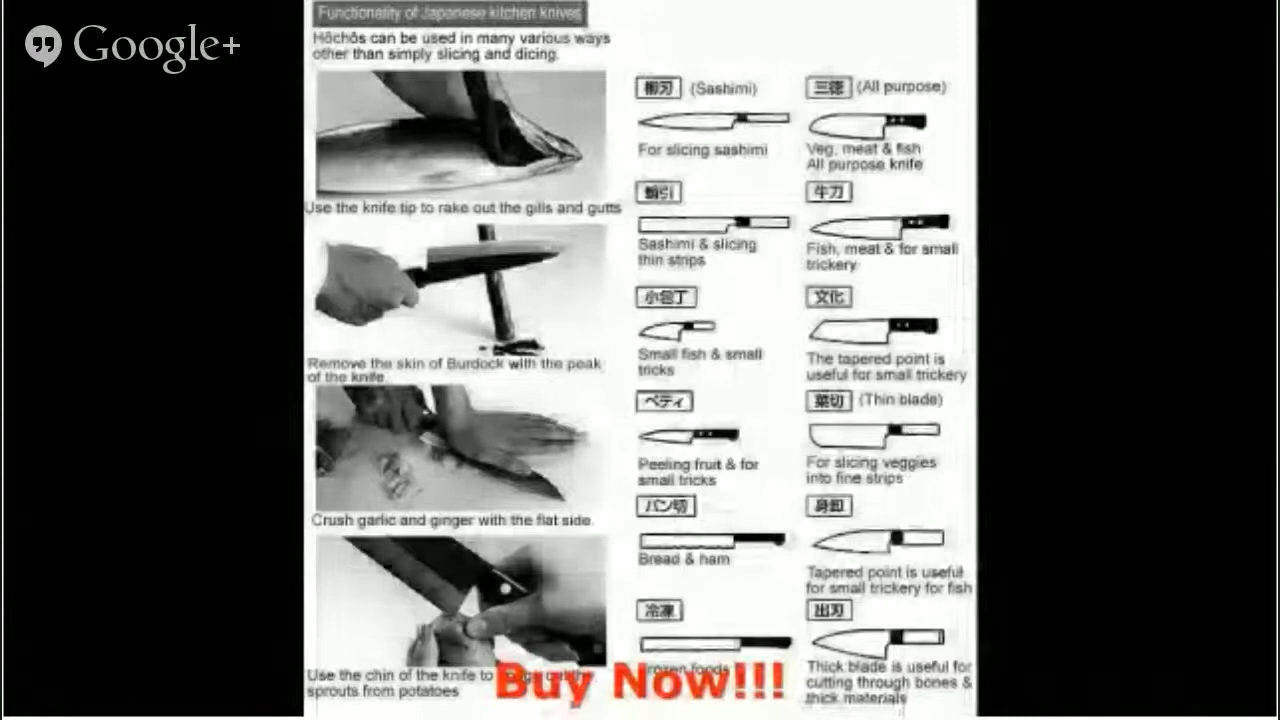 Google+
Functionality of Japanese kitchen knives
Hōchōs can be used in many various ways
other than simply slicing and dicing.
Use the knife tip to rake out the gills and gutts
Remove the skin of Burdock with the peak
of the knife.
Crush garlic and ginger with the flat side.
Use the chin of the knife to
sprouts from potatoes
柳刃 (Sashimi)
For slicing sashimi
蛸引
Sashimi & slicing
thin strips
小包丁
Small fish & small
tricks
ペティ
Peeling fruit & for
small tricks
パン切
Bread & ham
冷凍
Frozen foods
三徳 (All purpose)
Veg, meat & fish
All purpose knife
牛刀
Fish, meat & for small
trickery
文化
The tapered point is
useful for small trickery
菜切 (Thin blade)
For slicing veggies
into fine strips
身卸
Tapered point is useful
for small trickery for fish
出刃
Thick blade is useful for
cutting through bones &
thick materials
Buy Now!!!